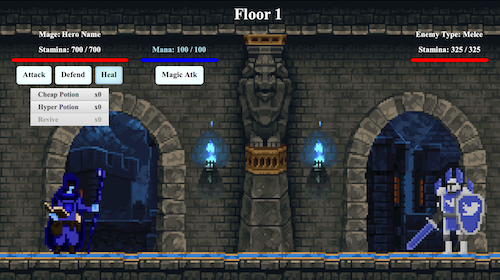 Floor 1
Mage: Hero Name
Enemy Type: Melee
Stamina: 700 / 700
Mana: 100 / 100
Stamina: 325 / 325
Attack
Defend
Heal
Magic Atk
Cheap Potion x0
Hyper Potion x0
Revive x0